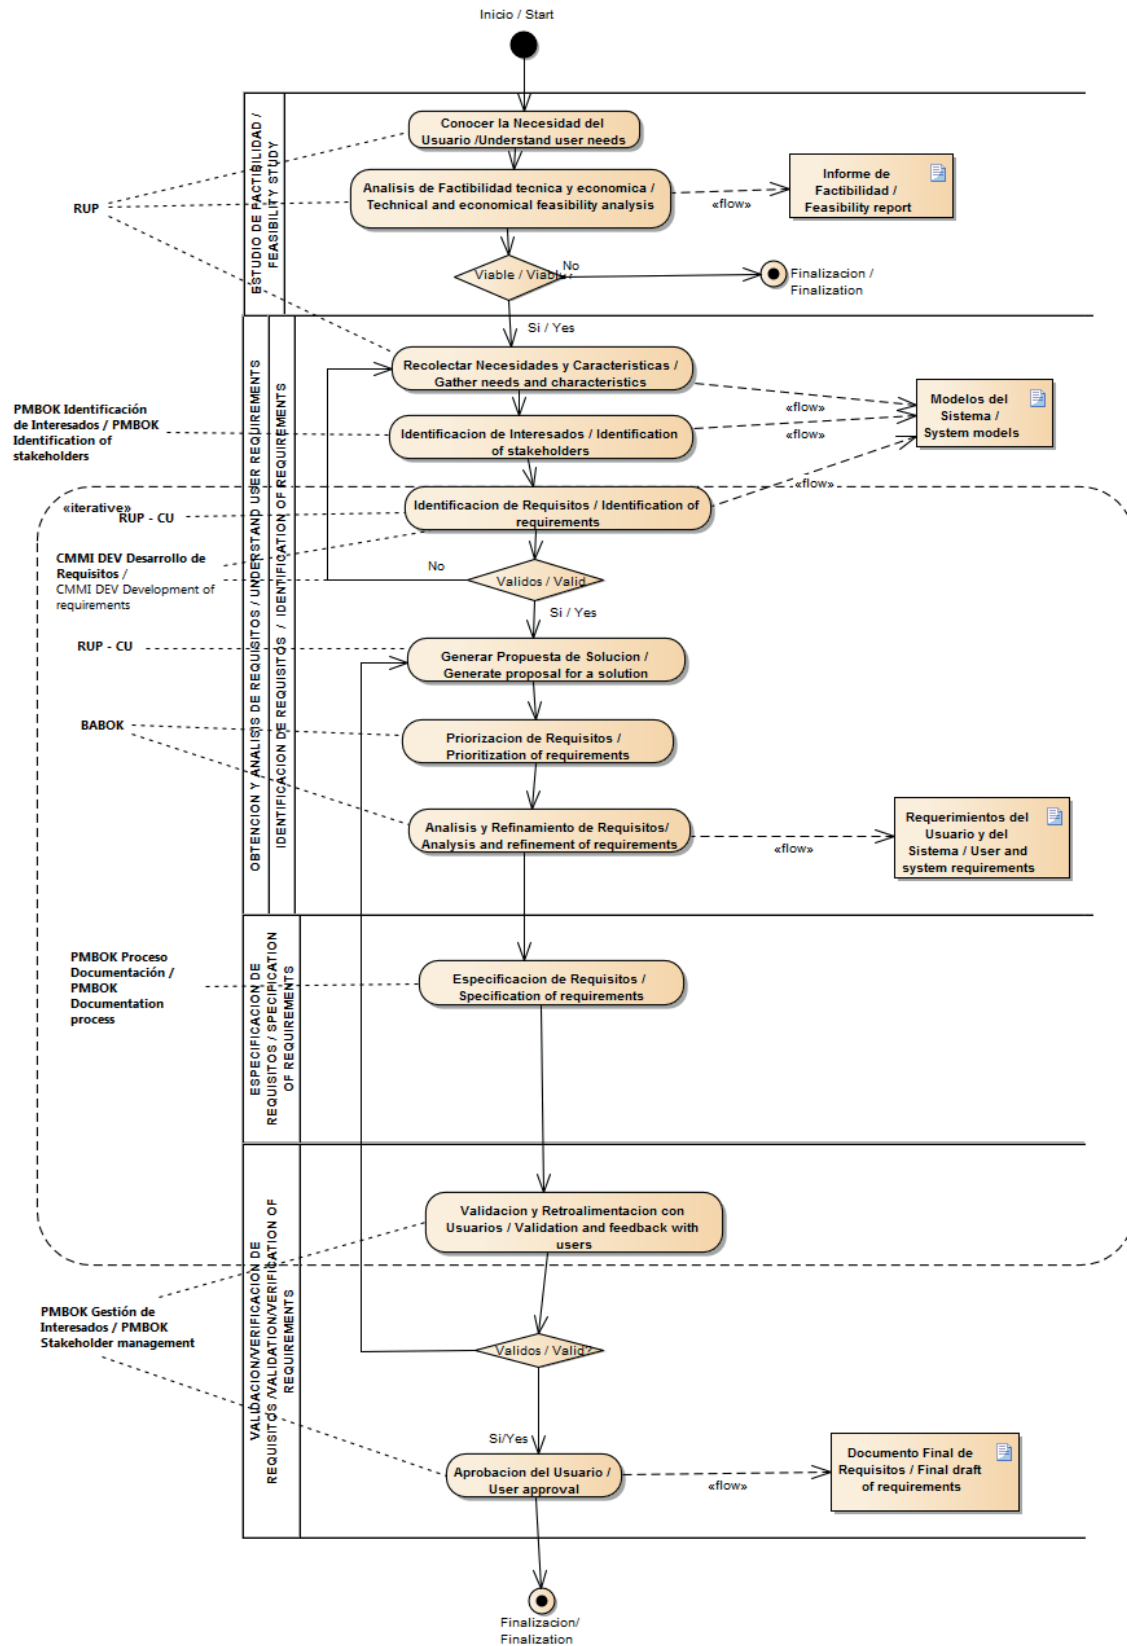 Inicio / Start
ESTUDIO DE FACTIBILIDAD /
FEASIBILITY STUDY
Conocer la Necesidad del
Usuario /Understand user needs
Analisis de Factibilidad tecnica y economica /
Technical and economical feasibility analysis
«flow»
Informe de
Factibilidad /
Feasibility report
RUP
Viable / Viable?
No
Finalizacion /
Finalization
Si / Yes
OBTENCION Y ANALISIS DE REQUISITOS / UNDERSTAND USER REQUIREMENTS
IDENTIFICACION DE REQUISITOS / IDENTIFICATION OF REQUIREMENTS
Recolectar Necesidades y Caracteristicas /
Gather needs and characteristics
«flow»
Modelos del
Sistema /
System models
PMBOK Identificación
de Interesados / PMBOK
Identification of
stakeholders
Identificacion de Interesados / Identification
of stakeholders
«flow»
«flow»
«iterative»
RUP - CU
Identificacion de Requisitos / Identification of
requirements
CMMI DEV Desarrollo de
Requisitos /
CMMI DEV Development of
requirements
No
Validos / Valid
Si / Yes
RUP - CU
Generar Propuesta de Solucion /
Generate proposal for a solution
BABOK
Priorizacion de Requisitos /
Prioritization of requirements
Analisis y Refinamiento de Requisitos/
Analysis and refinement of requirements
«flow»
Requerimientos del
Usuario y del
Sistema / User and
system requirements
ESPECIFICACION DE
REQUISITOS / SPECIFICATION
OF REQUIREMENTS
PMBOK Proceso
Documentación /
PMBOK
Documentation
process
Especificacion de Requisitos /
Specification of requirements
VALIDACION/VERIFICACION DE
REQUISITOS /VALIDATION/VERIFICATION OF
REQUIREMENTS
Validacion y Retroalimentacion con
Usuarios / Validation and feedback with
users
PMBOK Gestión de
Interesados / PMBOK
Stakeholder management
Validos / Valid?
Si/Yes
Aprobacion del Usuario /
User approval
«flow»
Documento Final de
Requisitos / Final draft
of requirements
Finalizacion/
Finalization